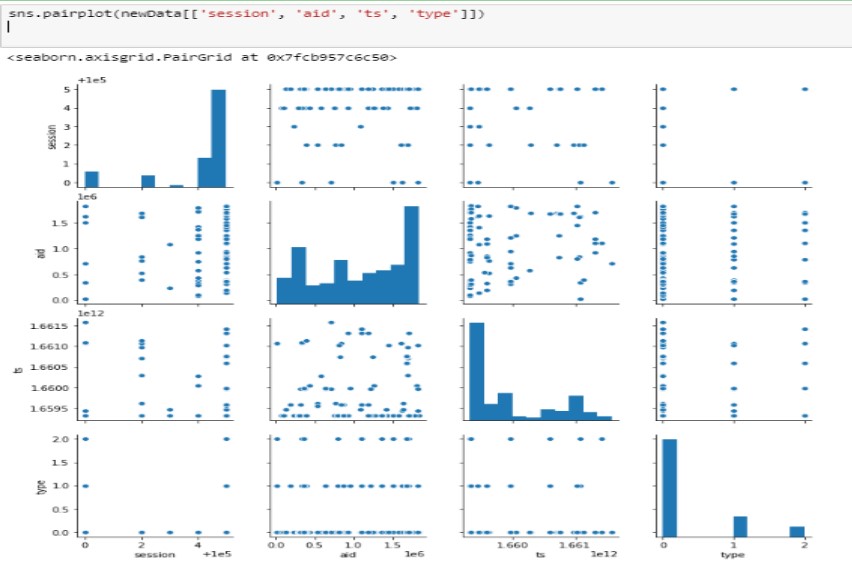 sns.pairplot(newData[['session', 'aid', 'ts', 'type']])
<seaborn.axisgrid.PairGrid at 0x7fcb957c6c50>
+1e5
5
4
3
2
1
0
session
1e6
1.5
1.0
0.5
0.0
aid
1e12
1.6615
1.6610
1.6605
1.6600
1.6595
ts
2.0
1.5
1.0
0.5
0.0
type
0 2 4 0.0 0.5 1.0 1.5 1.660 1.661 0 1 2
session +1e5 aid 1e6 ts 1e12 type